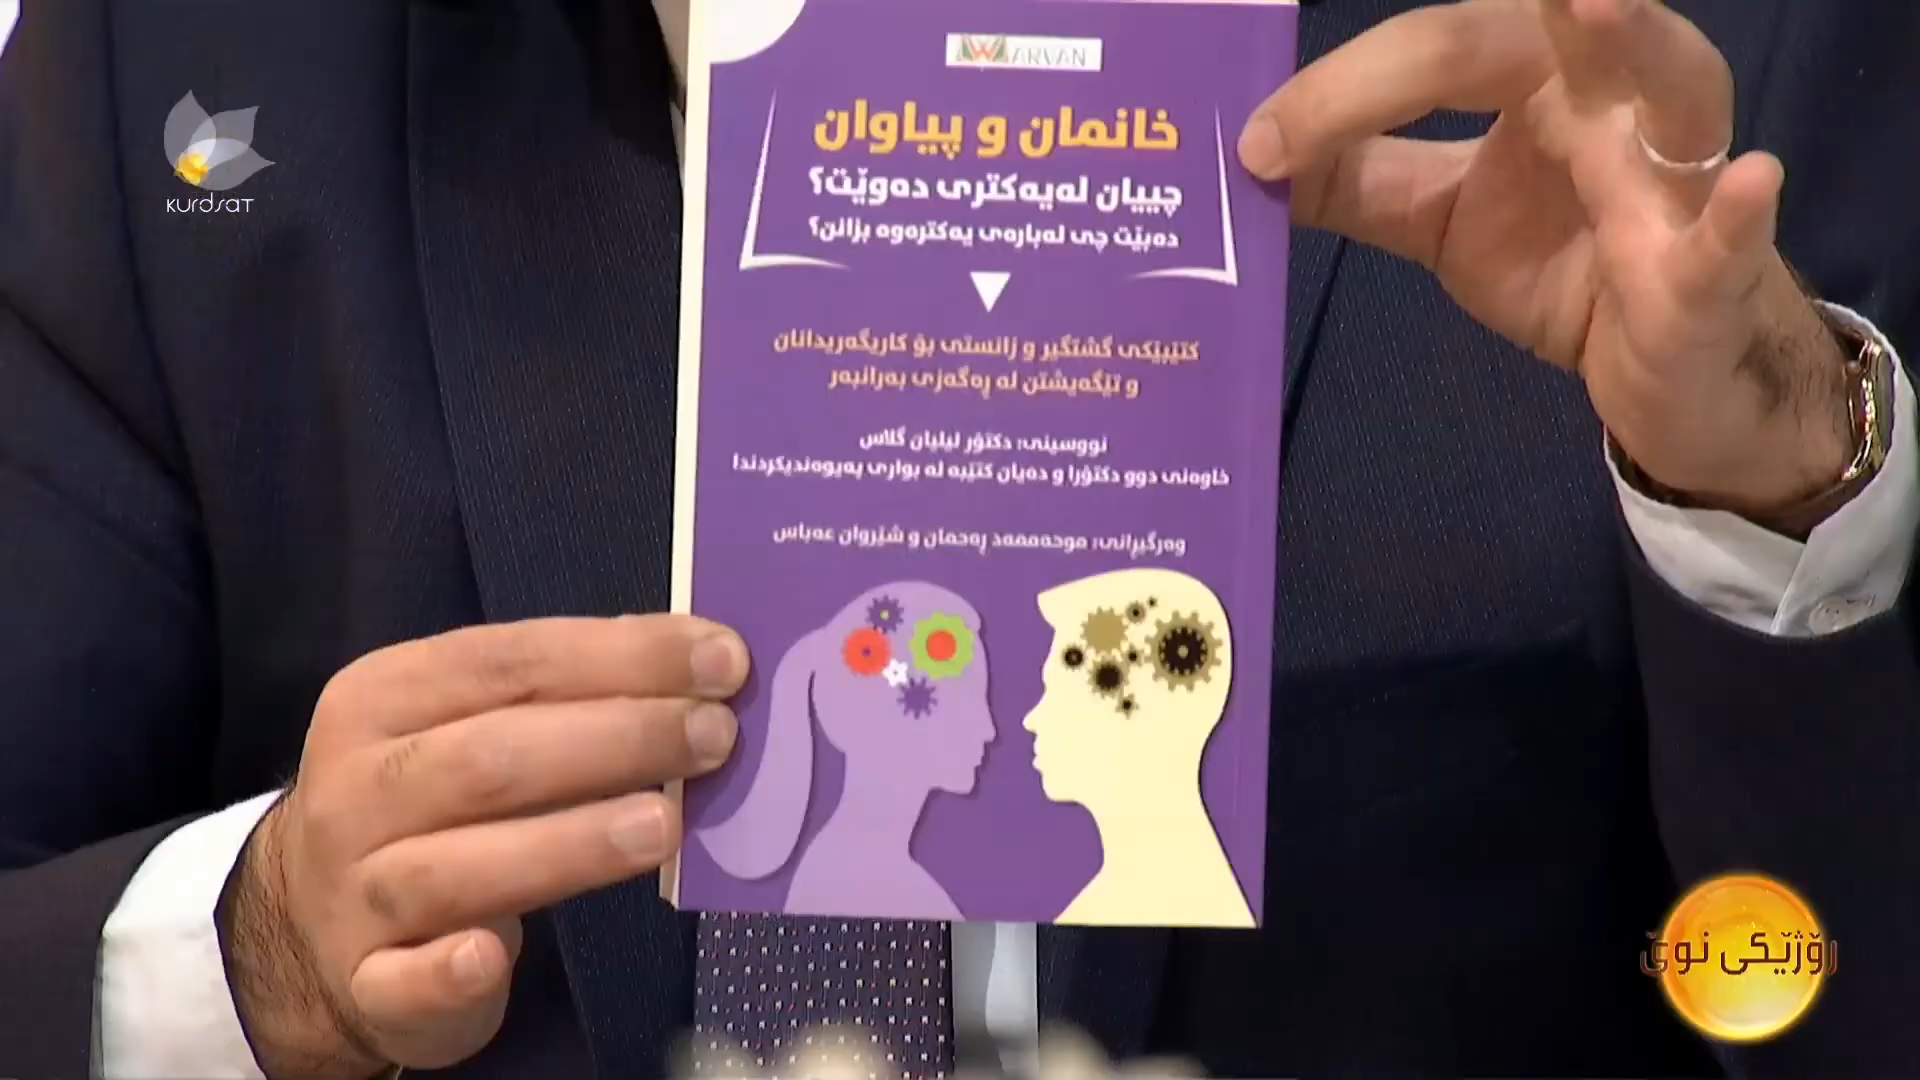 WARVAN
خانمان و پیاوان
چییان لەیەکتری دەوێت؟
دەبێت چی لەبارەی یەکترەوە بزانن؟
کتێبێکی گشتگیر و زانستی بۆ کاریگەریدانان
و تێگەیشتن لە ڕەگەزی بەرانبەر
نووسینی: دکتۆر لیلیان گلاس
خاوەنی دوو دکتۆرا و دەیان کتێبە لە بواری پەیوەندیکردندا
وەرگێڕانی: موحەممەد ڕەحمان و شێروان عەباس
KURDSAT
رۆژێکی نوێ